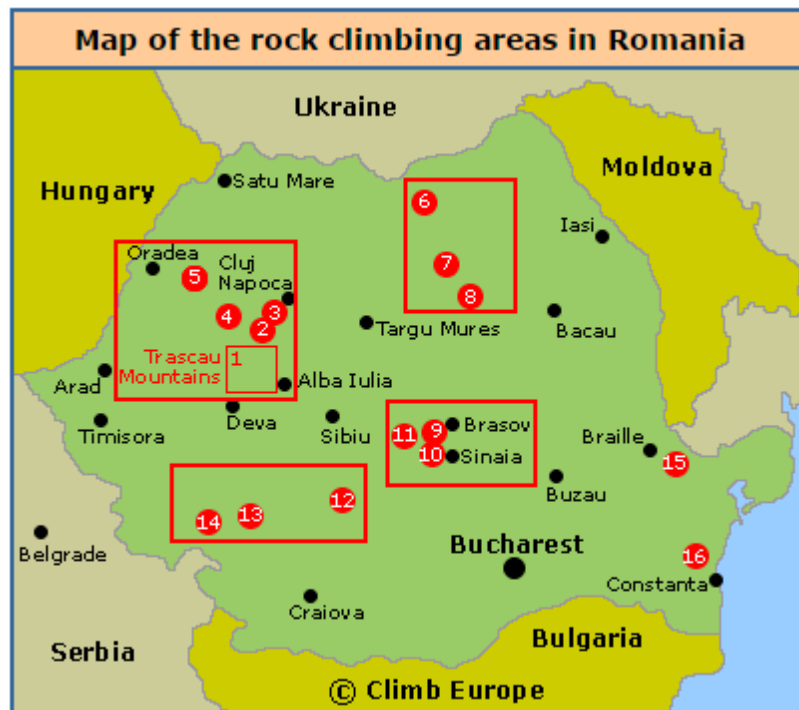 Map of the rock climbing areas in Romania
Ukraine
Moldova
Hungary
Satu Mare
6
Iasi
Oradea
Cluj
Napoca
5
7
8
4
3
2
Targu Mures
Bacau
Trascau
Mountains
1
Arad
Alba Iulia
Deva
Timisora
Sibiu
11
9
Brasov
10
Sinaia
Braille
15
Buzau
12
13
14
Belgrade
Bucharest
16
Constanta
Craiova
Serbia
Bulgaria
© Climb Europe